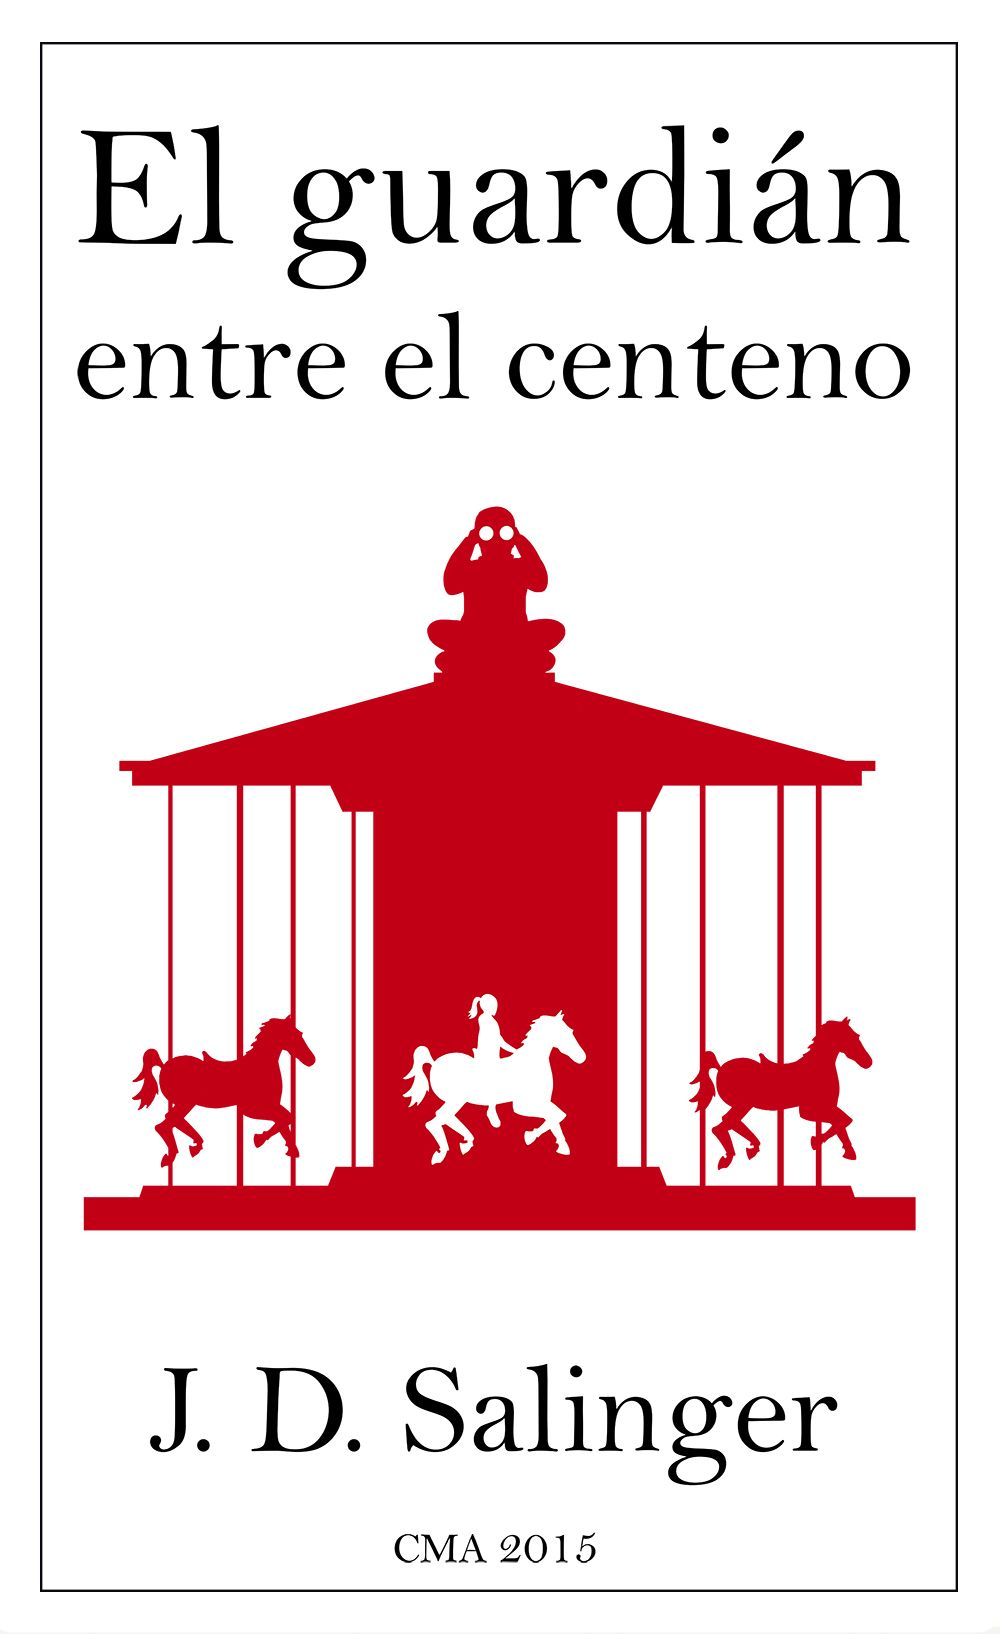 El guardián
entre el centeno
J. D. Salinger
CMA 2015